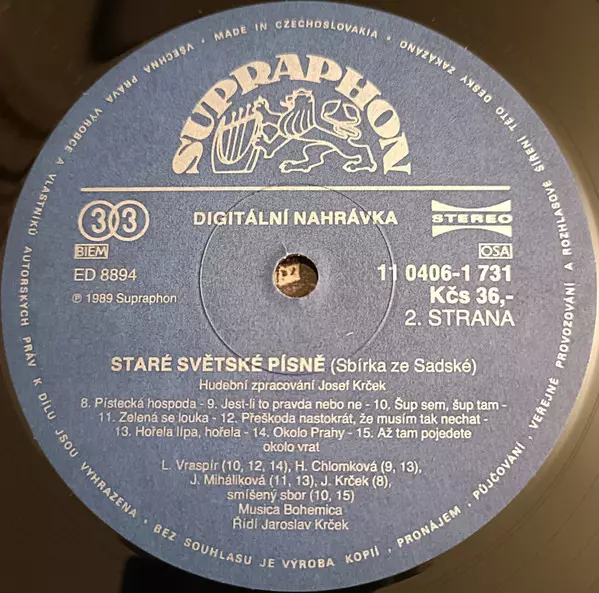 MADE IN CZECHOSLOVAKIA • VŠECHNA PRÁVA VÝROBCE A VLASTNÍKŮ AUTORSKÝCH PRÁV K DÍLU JSOU VYHRAZENA • BEZ SOUHLASU JE VÝROBA KOPIÍ, PRONÁJEM, PŮJČOVÁNÍ, VEŘEJNÉ PROVOZOVÁNÍ A ROZHLASOVÉ ŠÍŘENÍ TÉTO DESKY ZAKÁZÁNO
SUPRAPHON
33
DIGITÁLNÍ NAHRÁVKA
STEREO
BIEM
OSA
ED 8894
11 0406-1 731
℗ 1989 Supraphon
Kčs 36,-
2. STRANA
STARÉ SVĚTSKÉ PÍSNĚ (Sbírka ze Sadské)
Hudební zpracování Josef Krček
8. Pístecká hospoda - 9. Jest-li to pravda nebo ne - 10. Šup sem, šup tam -
11. Zelená se louka - 12. Přeškoda nastokrát, že musím tak nechat -
13. Hořela lípa, hořela - 14. Okolo Prahy - 15. Až tam pojedete
okolo vrat
L. Vraspír (10, 12, 14), H. Chlomková (9, 13),
J. Miháliková (11, 13), J. Krček (8),
smíšený sbor (10, 15)
Musica Bohemica
Řídí Jaroslav Krček